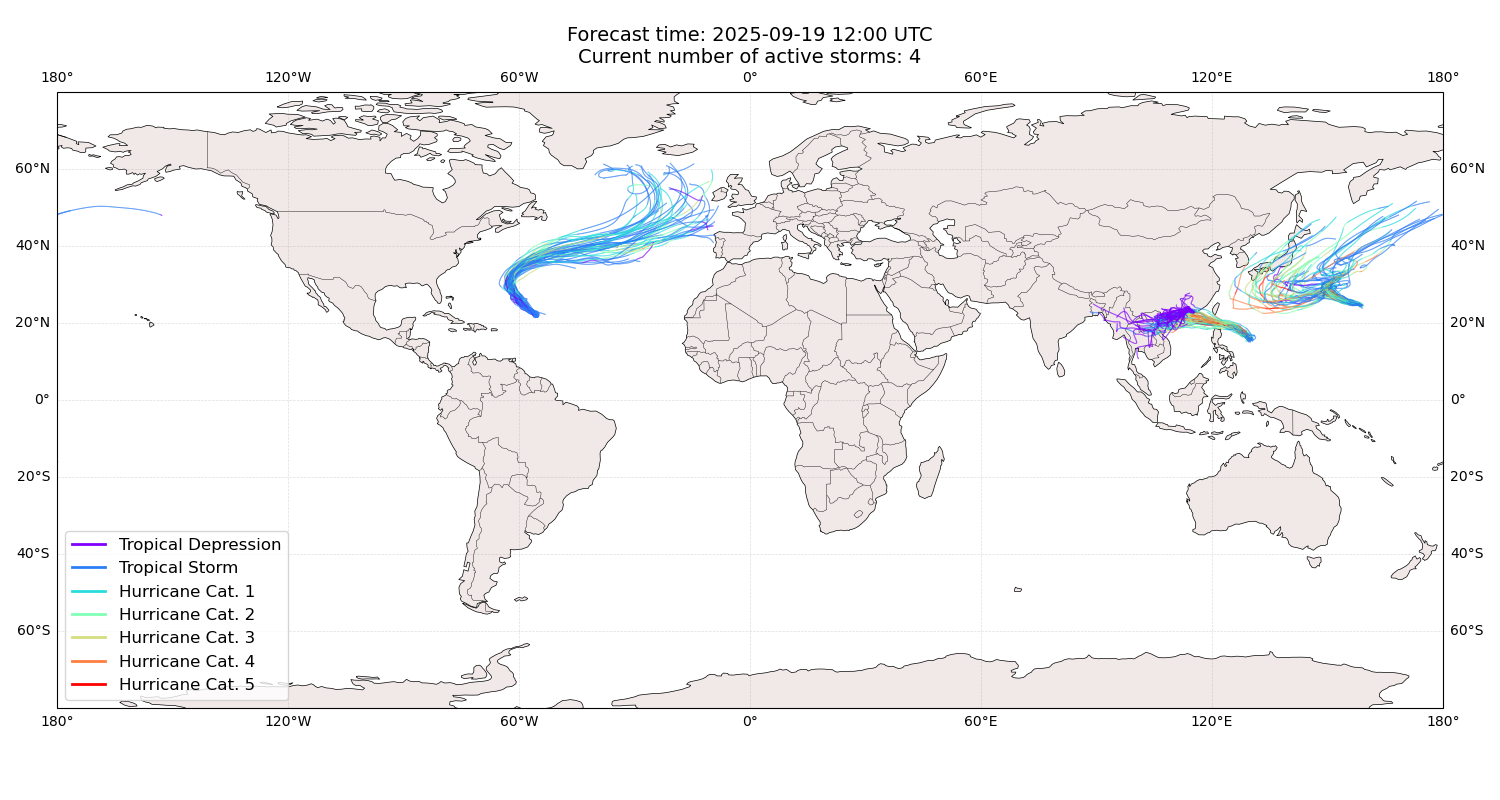 Forecast time: 2025-09-19 12:00 UTC
Current number of active storms: 4
180° 120°W 60°W 0° 60°E 120°E 180°
60°N 60°N
40°N 40°N
20°N 20°N
0° 0°
20°S 20°S
40°S 40°S
60°S 60°S
Tropical Depression
Tropical Storm
Hurricane Cat. 1
Hurricane Cat. 2
Hurricane Cat. 3
Hurricane Cat. 4
Hurricane Cat. 5
180° 120°W 60°W 0° 60°E 120°E 180°